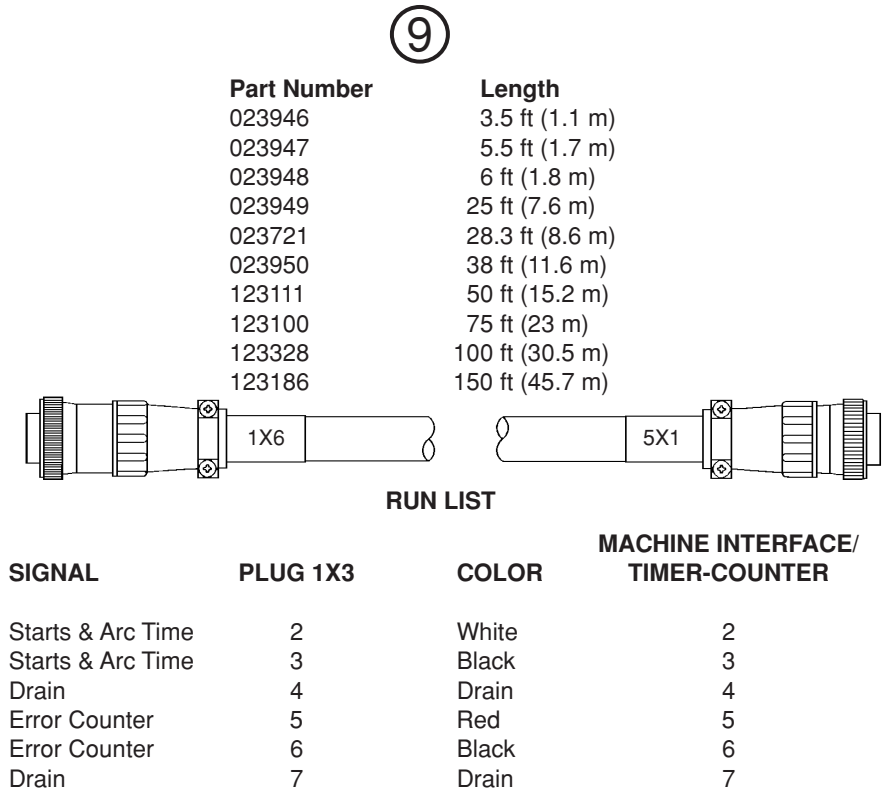 9
Part Number Length
023946 3.5 ft (1.1 m)
023947 5.5 ft (1.7 m)
023948 6 ft (1.8 m)
023949 25 ft (7.6 m)
023721 28.3 ft (8.6 m)
023950 38 ft (11.6 m)
123111 50 ft (15.2 m)
123100 75 ft (23 m)
123328 100 ft (30.5 m)
123186 150 ft (45.7 m)
1X6 5X1
RUN LIST
MACHINE INTERFACE/
SIGNAL PLUG 1X3 COLOR TIMER-COUNTER
Starts & Arc Time 2 White 2
Starts & Arc Time 3 Black 3
Drain 4 Drain 4
Error Counter 5 Red 5
Error Counter 6 Black 6
Drain 7 Drain 7